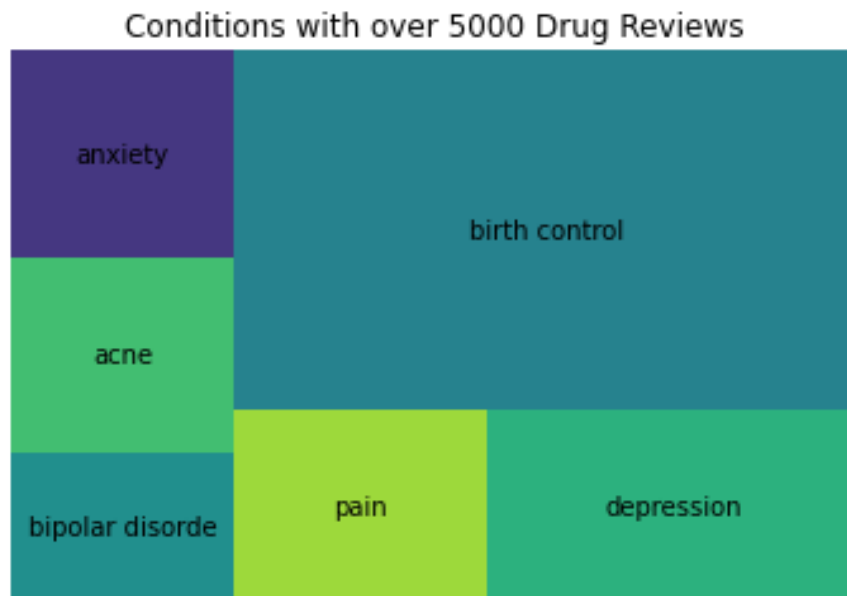 Conditions with over 5000 Drug Reviews
anxiety
birth control
acne
pain
depression
bipolar disorde